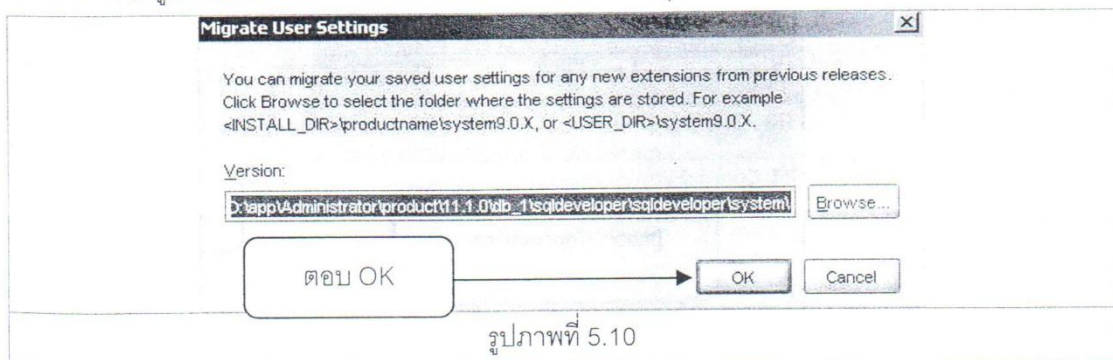 Migrate User Settings
You can migrate your saved user settings for any new extensions from previous releases.
Click Browse to select the folder where the settings are stored. For example
<INSTALL_DIR>\productname\system9.0.X, or <USER_DIR>\system9.0.X.
Version:
D:\app\Administrator\product\11.1.0\db_1\sqldeveloper\sqldeveloper\system\
Browse...
ตอบ OK
OK
Cancel
รูปภาพที่ 5.10